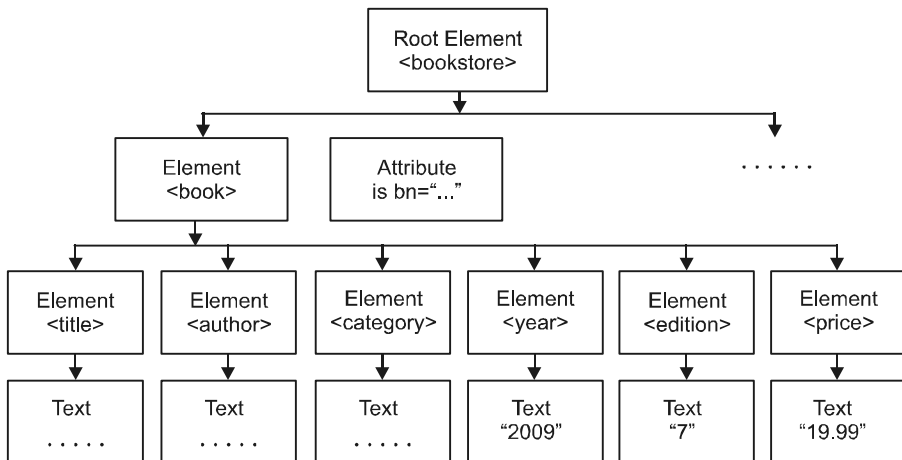 Root Element
<bookstore>
Element
<book>
Attribute
is bn=“...”
. . . . . .
Element
<title>
Element
<author>
Element
<category>
Element
<year>
Element
<edition>
Element
<price>
Text
. . . . .
Text
. . . . .
Text
. . . . .
Text
“2009”
Text
“7”
Text
“19.99”